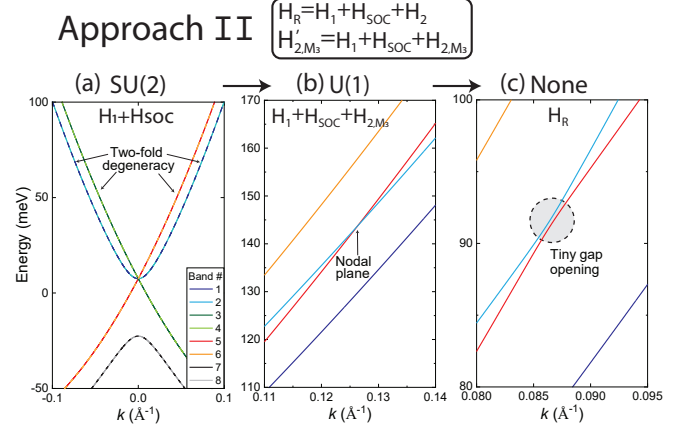 Approach II
H_R=H₁+H_SOC+H₂
H'_2,M₃=H₁+H_SOC+H_2,M₃
(a) SU(2)
(b) U(1)
(c) None
H₁+Hsoc
Two-fold
degeneracy
Energy (meV)
100
50
0
-50
-0.1
0.0
0.1
k (Å⁻¹)
Band #
1
2
3
4
5
6
7
8
H₁+H_SOC+H_2,M₃
Nodal
plane
170
160
150
140
130
120
110
0.11
0.12
0.13
0.14
k (Å⁻¹)
H_R
Tiny gap
opening
100
90
80
0.080
0.085
0.090
0.095
k (Å⁻¹)